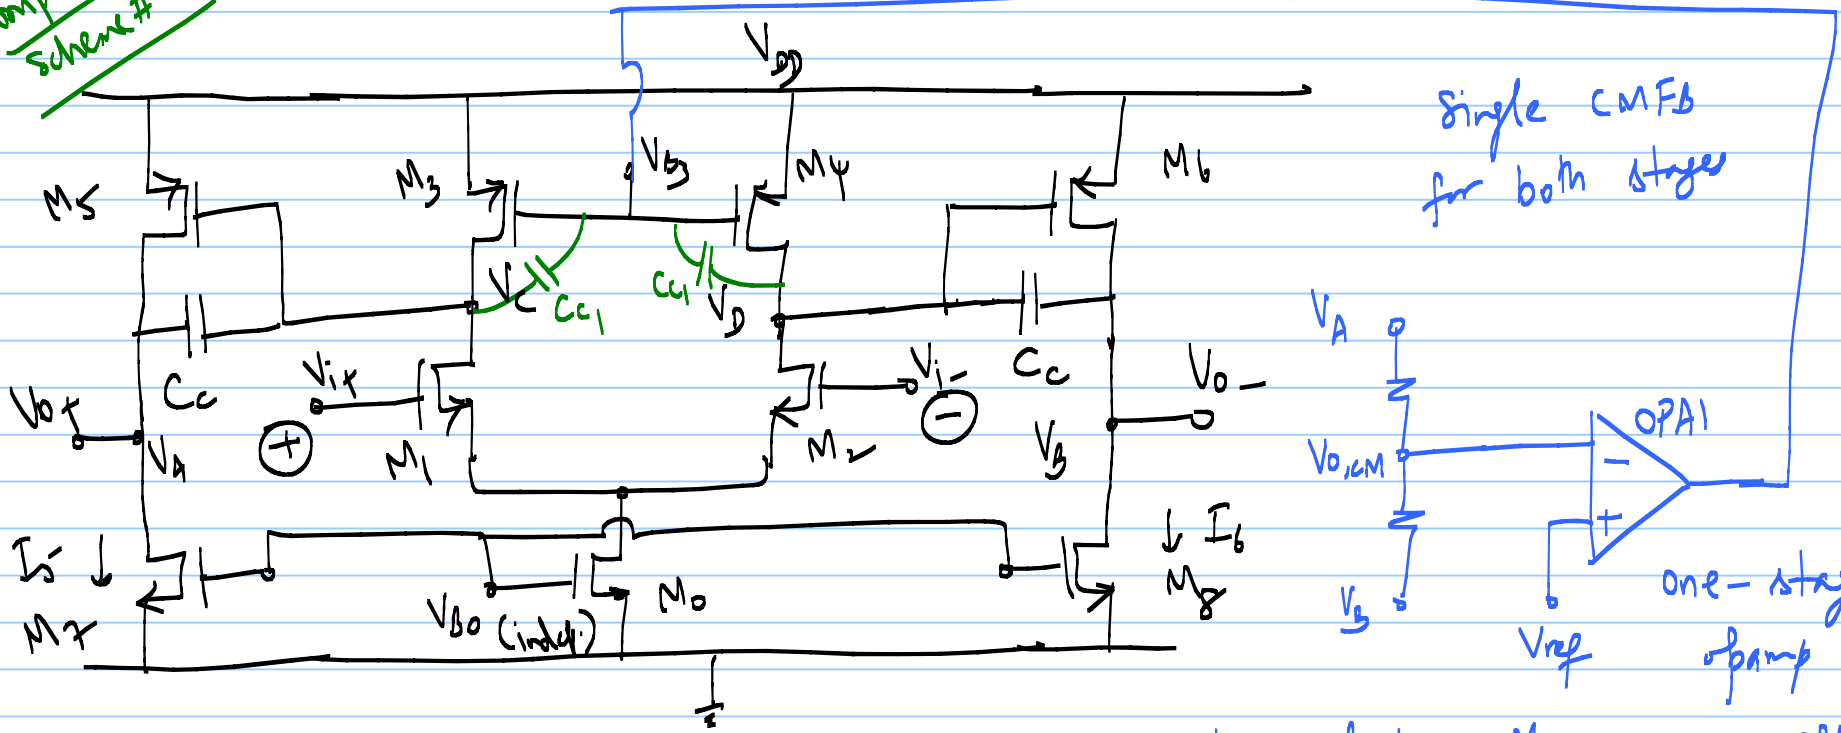 scheme #
VDD
Single CMFB
for both stages
M5
M3
VB3
M4
M6
VC
CC1
CC1
VD
CC
Vi+
Vi-
CC
Vo+
VA
+
M1
M2
-
VB
Vo-
VA
Vo,CM
OPA1
-
+
I5
M7
VB0 (indep.)
M0
I6
M8
VB
Vref
one-stag
opamp